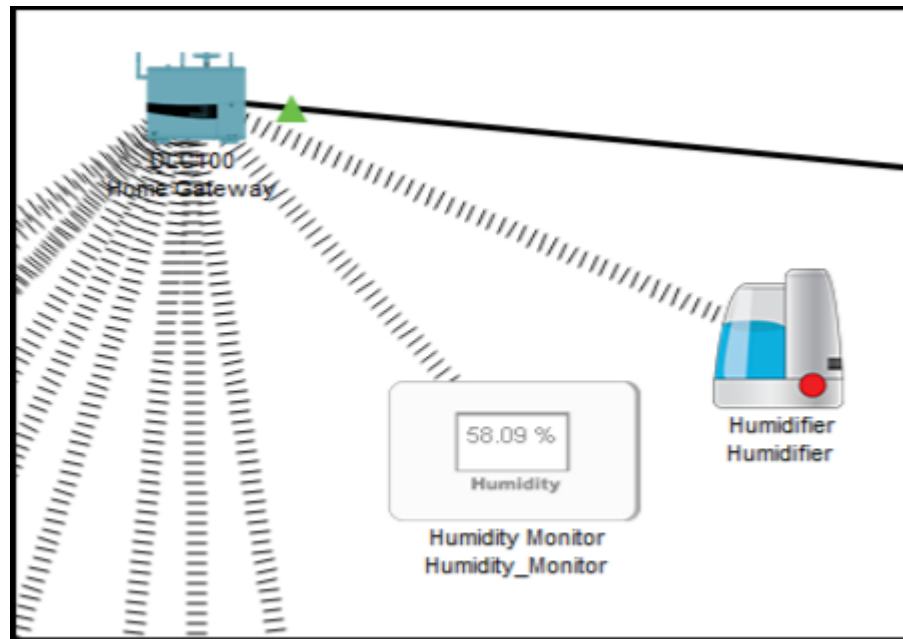 DLC100
Home Gateway
58.09 %
Humidity
Humidity Monitor
Humidity_Monitor
Humidifier
Humidifier